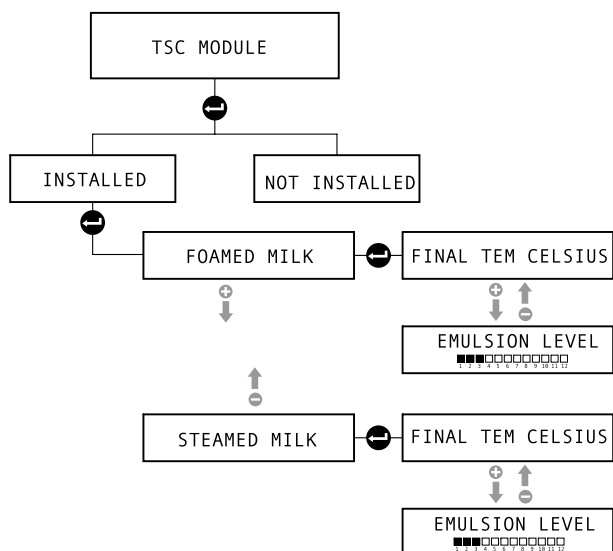 TSC MODULE
INSTALLED
NOT INSTALLED
FOAMED MILK
FINAL TEM CELSIUS
EMULSION LEVEL
1 2 3 4 5 6 7 8 9 10 11 12
STEAMED MILK
FINAL TEM CELSIUS
EMULSION LEVEL
1 2 3 4 5 6 7 8 9 10 11 12